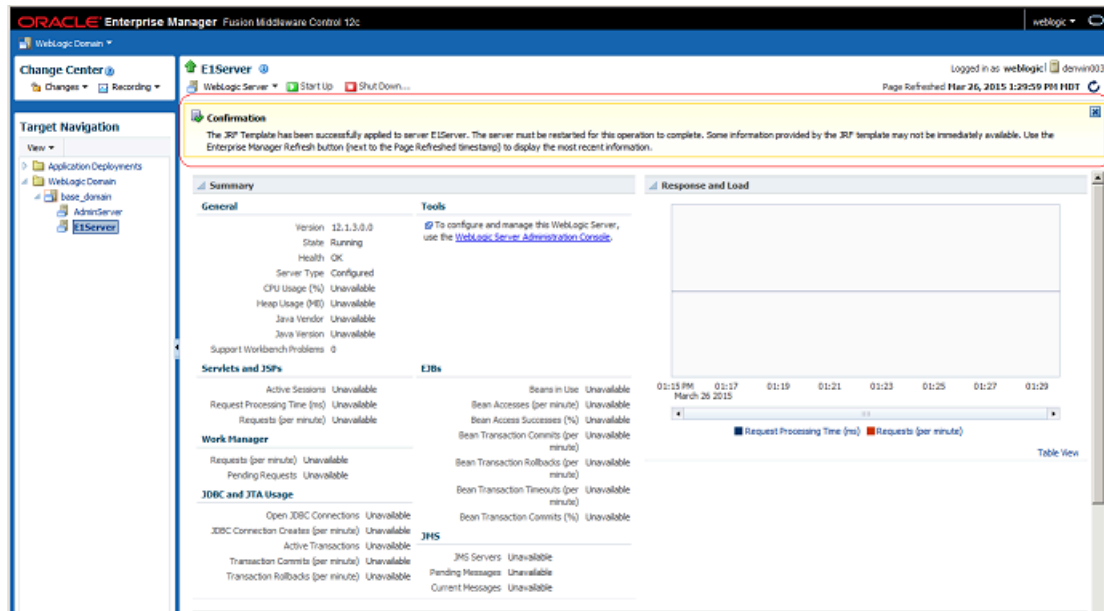 ORACLE Enterprise Manager Fusion Middleware Control 12c
weblogic
WebLogic Domain
Change Center
Changes Recording
Target Navigation
View
Application Deployments
WebLogic Domain
base_domain
AdminServer
E1Server
E1Server
Logged in as weblogic
WebLogic Server Start Up Shut Down...
Page Refreshed Mar 26, 2015 1:29:59 PM MDT
Confirmation
The JRF Template has been successfully applied to server E1Server. The server must be restarted for this operation to complete. Some information provided by the JRF template may not be immediately available. Use the
Enterprise Manager Refresh button (next to the Page Refreshed timestamp) to display the most recent information.
Summary
General
Version 12.1.3.0.0
State Running
Health OK
Server Type Configured
CPU Usage (%) Unavailable
Heap Usage (MB) Unavailable
Java Vendor Unavailable
Java Version Unavailable
Support Workbench Problems 0
Tools
To configure and manage this WebLogic Server,
use the WebLogic Server Administration Console.
Servlets and JSPs
Active Sessions Unavailable
Request Processing Time (ms) Unavailable
Requests (per minute) Unavailable
Work Manager
Requests (per minute) Unavailable
Pending Requests Unavailable
JDBC and JTA Usage
Open JDBC Connections Unavailable
JDBC Connection Creates (per minute) Unavailable
Active Transactions Unavailable
Transaction Commits (per minute) Unavailable
Transaction Rollbacks (per minute) Unavailable
EJBs
Beans in Use Unavailable
Bean Accesses (per minute) Unavailable
Bean Access Successes (%) Unavailable
Bean Transaction Commits (per
minute) Unavailable
Bean Transaction Rollbacks (per
minute) Unavailable
Bean Transaction Timeouts (per
minute) Unavailable
Bean Transaction Commits (%) Unavailable
JMS
JMS Servers Unavailable
Pending Messages Unavailable
Current Messages Unavailable
Response and Load
01:15 PM 01:17 01:19 01:21 01:23 01:25 01:27 01:29
March 26 2015
Request Processing Time (ms) Requests (per minute)
Table View